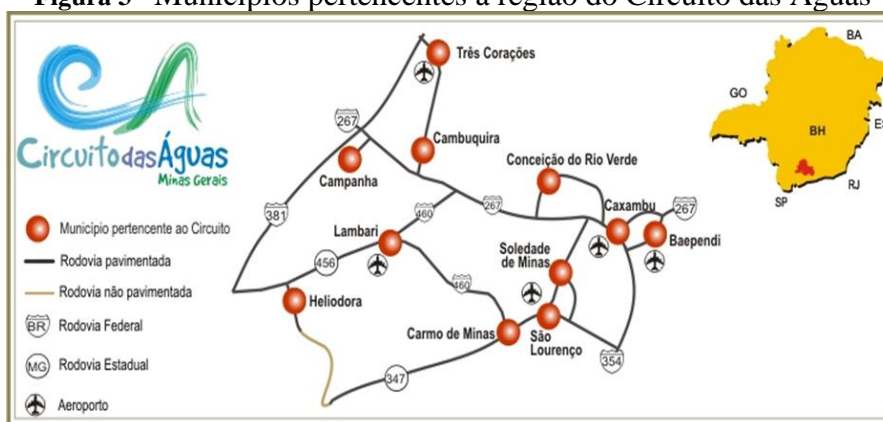 Figura 3 - Municípios pertencentes à região do Circuito das Águas
Circuito das Águas
Minas Gerais
Município pertencente ao Circuito
Rodovia pavimentada
Rodovia não pavimentada
BR Rodovia Federal
MG Rodovia Estadual
Aeroporto
Três Corações
267
Cambuquira
Campanha
Conceição do Rio Verde
381
460
267
Caxambu
267
Lambari
Baependi
456
Soledade
de Minas
460
Heliodora
Carmo de Minas
São
Lourenço
354
347
BA
GO
ES
BH
SP
RJ